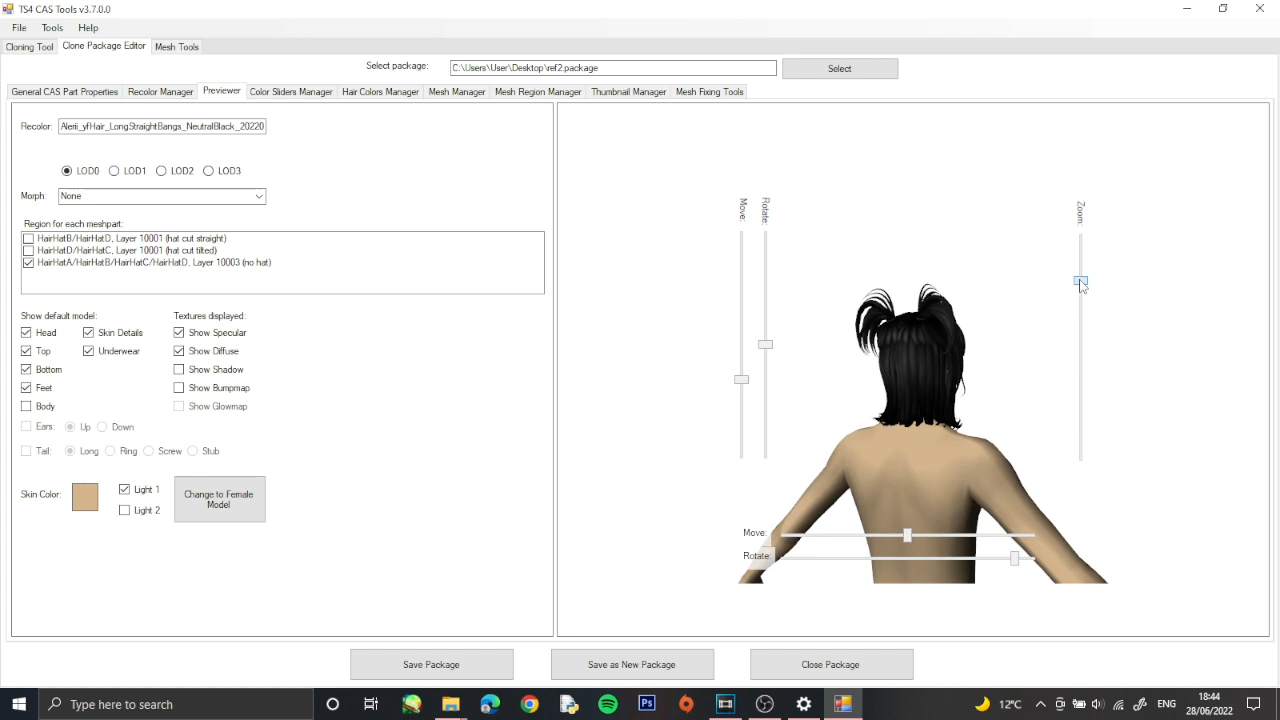 TS4 CAS Tools v3.7.0.0
File Tools Help
Cloning Tool Clone Package Editor Mesh Tools
Select package: C:\Users\User\Desktop\ref2.package Select
General CAS Part Properties Recolor Manager Previewer Color Sliders Manager Hair Colors Manager Mesh Manager Mesh Region Manager Thumbnail Manager Mesh Fixing Tools
Recolor: Alerii_yfHair_LongStraightBangs_NeutralBlack_20220
LOD0 LOD1 LOD2 LOD3
Morph: None
Region for each meshpart:
HairHatB/HairHatD, Layer 10001 (hat cut straight)
HairHatD/HairHatC, Layer 10001 (hat cut tilted)
HairHatA/HairHatB/HairHatC/HairHatD, Layer 10003 (no hat)
Show default model: Textures displayed:
Head Skin Details Show Specular
Top Underwear Show Diffuse
Bottom Show Shadow
Feet Show Bumpmap
Body Show Glowmap
Ears: Up Down
Tail: Long Ring Screw Stub
Skin Color: Light 1 Light 2
Change to Female
Model
Move:
Rotate:
Zoom:
Move:
Rotate:
Save Package Save as New Package Close Package
Type here to search
Ps
12°C ENG
18:44
28/06/2022